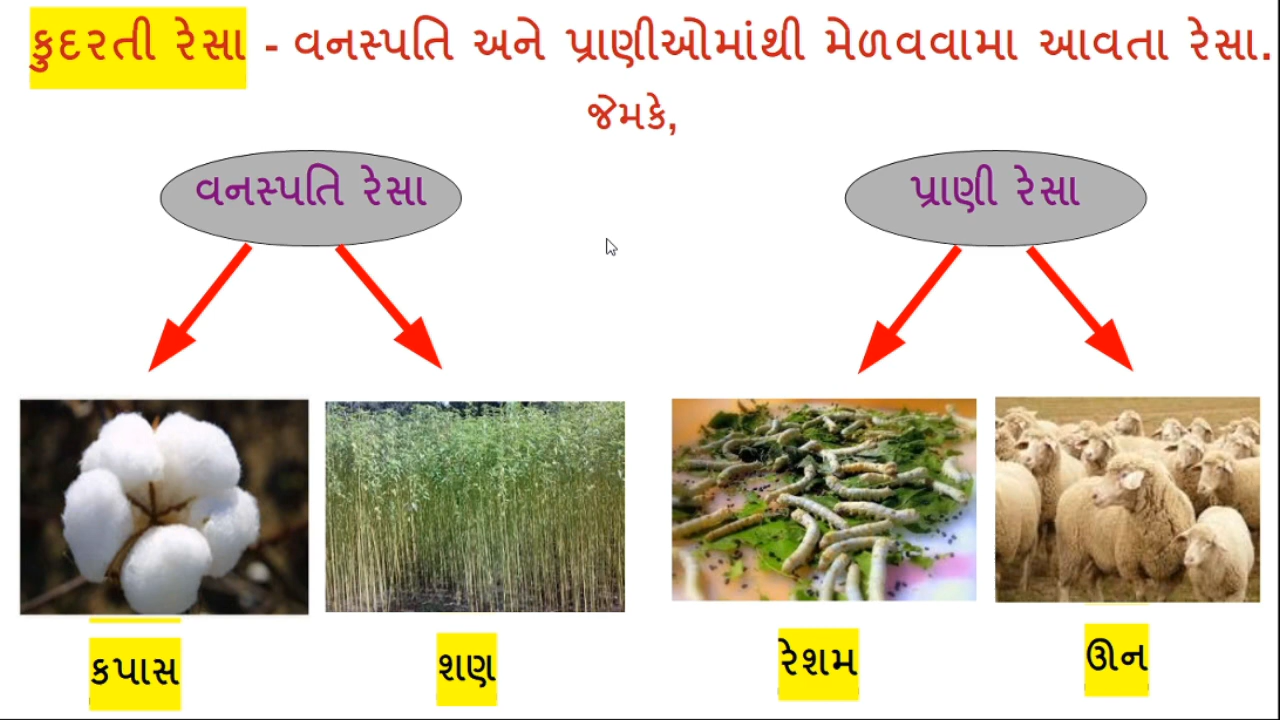 કુદરતી રેસા - વનસ્પતિ અને પ્રાણીઓમાંથી મેળવવામા આવતા રેસા.
જેમકે,
વનસ્પતિ રેસા
પ્રાણી રેસા
કપાસ
શણ
રેશમ
ઊન